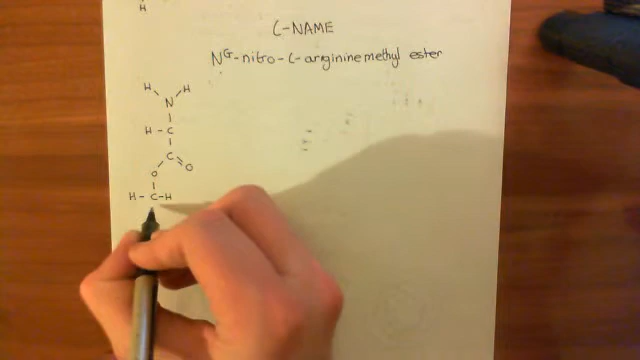 H
L-NAME
N^G-nitro-L-arginine methyl ester
H H
N
H-C
C
O O
H-C-H